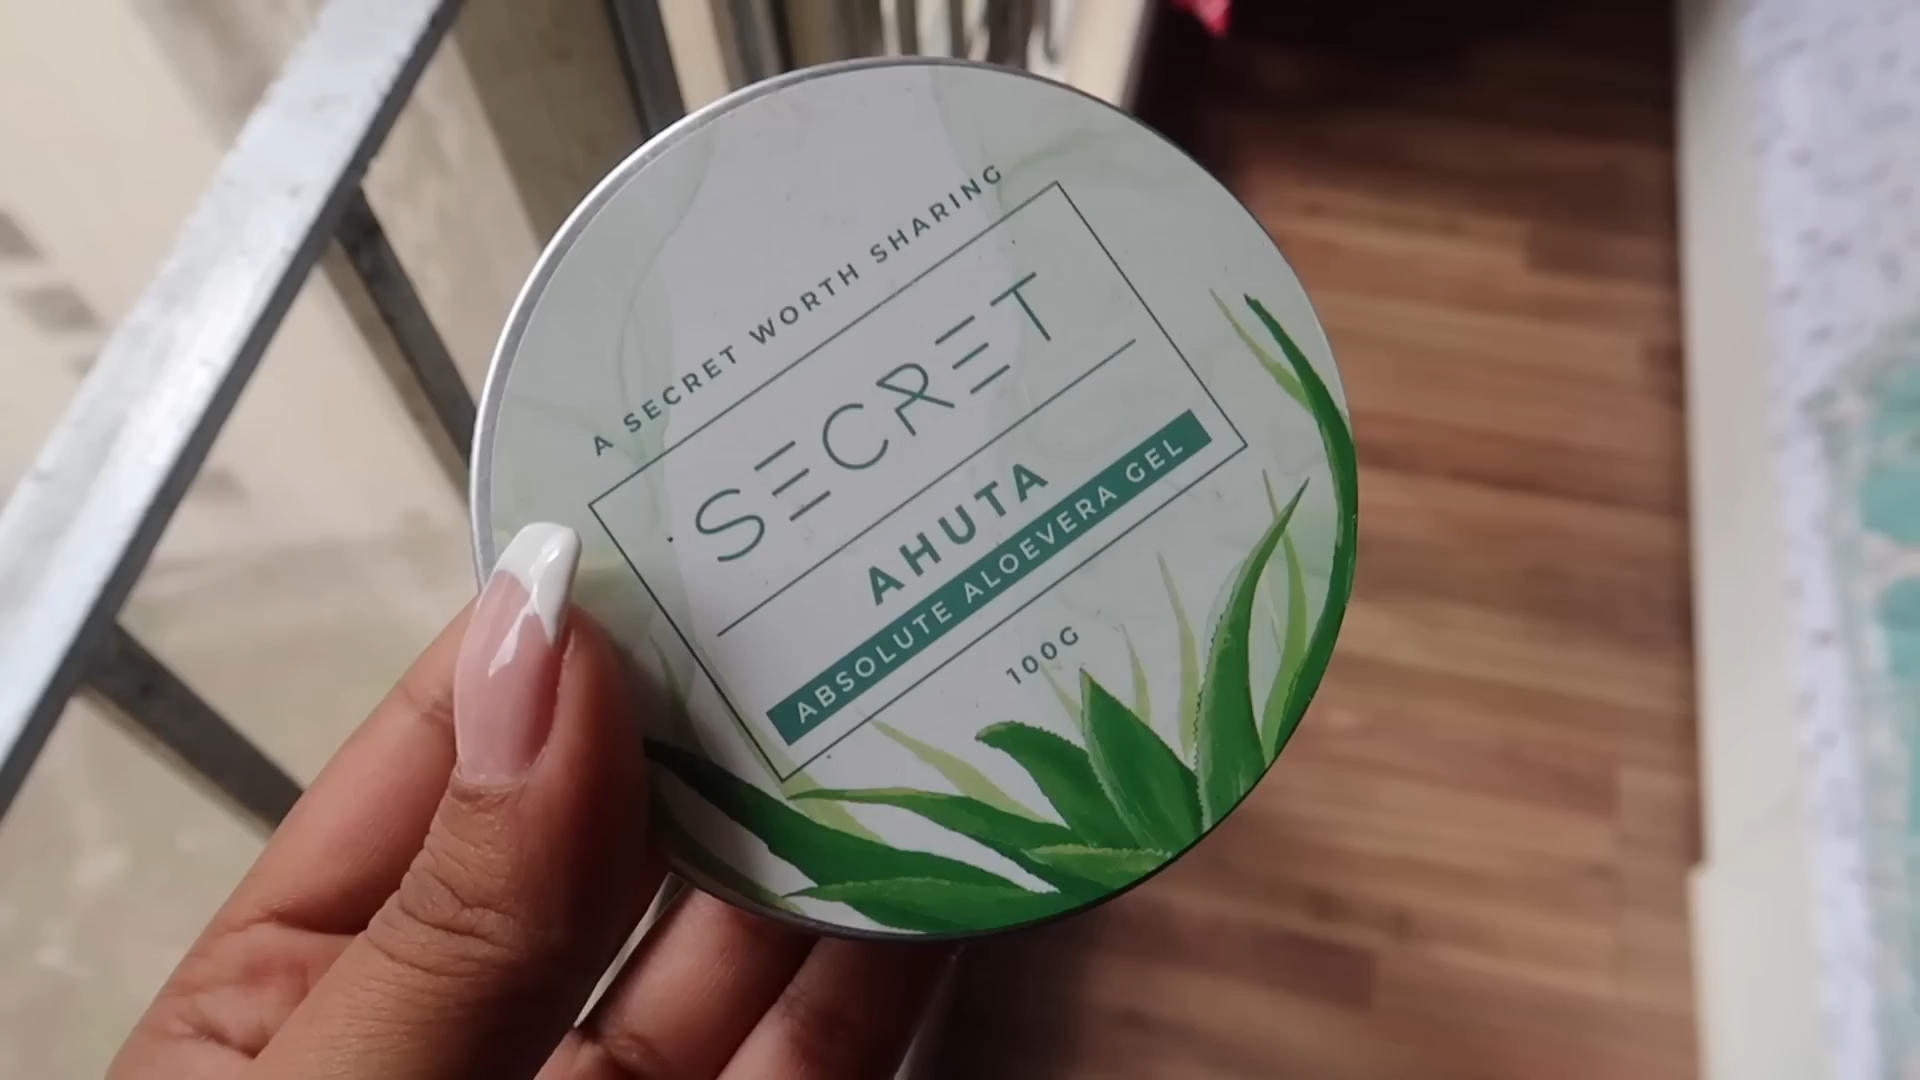 A SECRET WORTH SHARING
SECRET
AHUTA
ABSOLUTE ALOEVERA GEL
100G